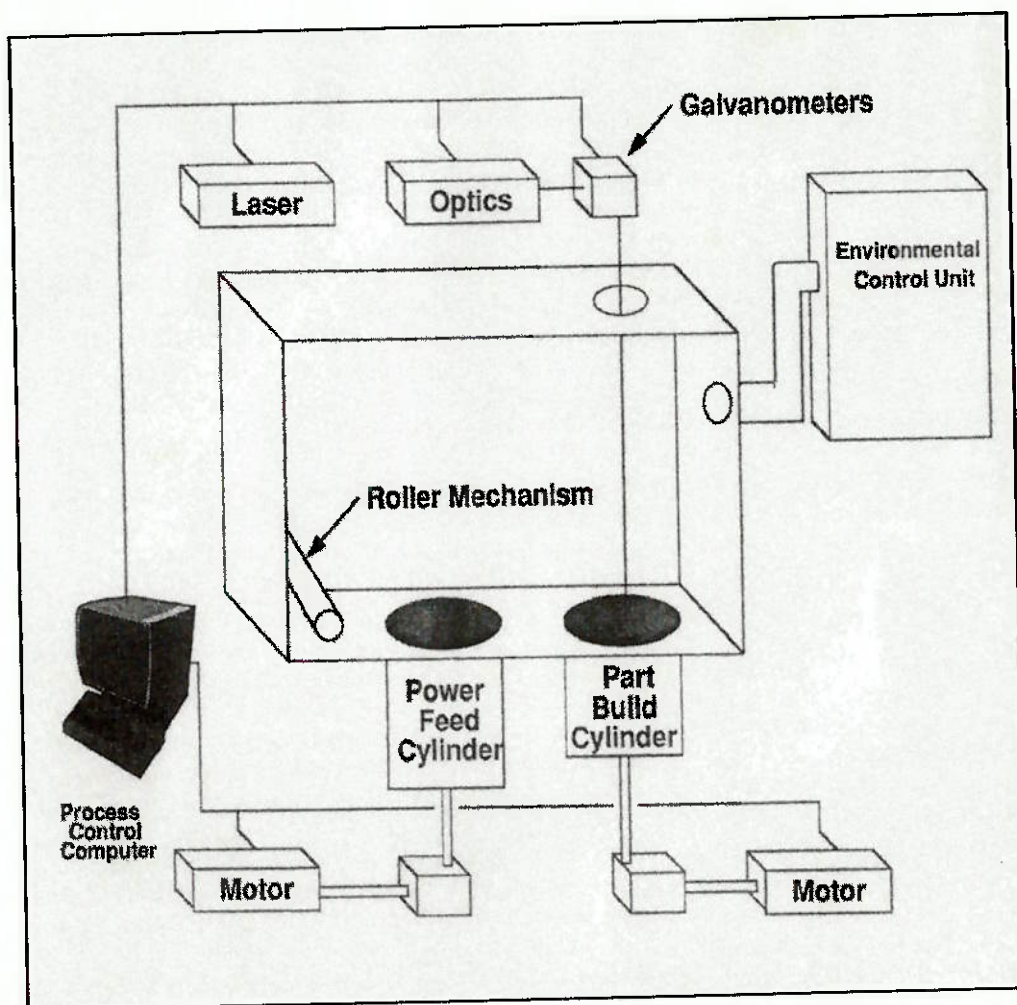 Galvanometers
Laser
Optics
Environmental
Control Unit
Roller Mechanism
Power
Feed
Cylinder
Part
Build
Cylinder
Process
Control
Computer
Motor
Motor